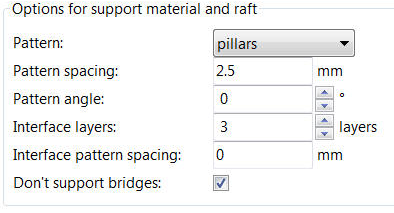 Options for support material and raft
Pattern: pillars
Pattern spacing: 2.5 mm
Pattern angle: 0 °
Interface layers: 3 layers
Interface pattern spacing: 0 mm
Don't support bridges: